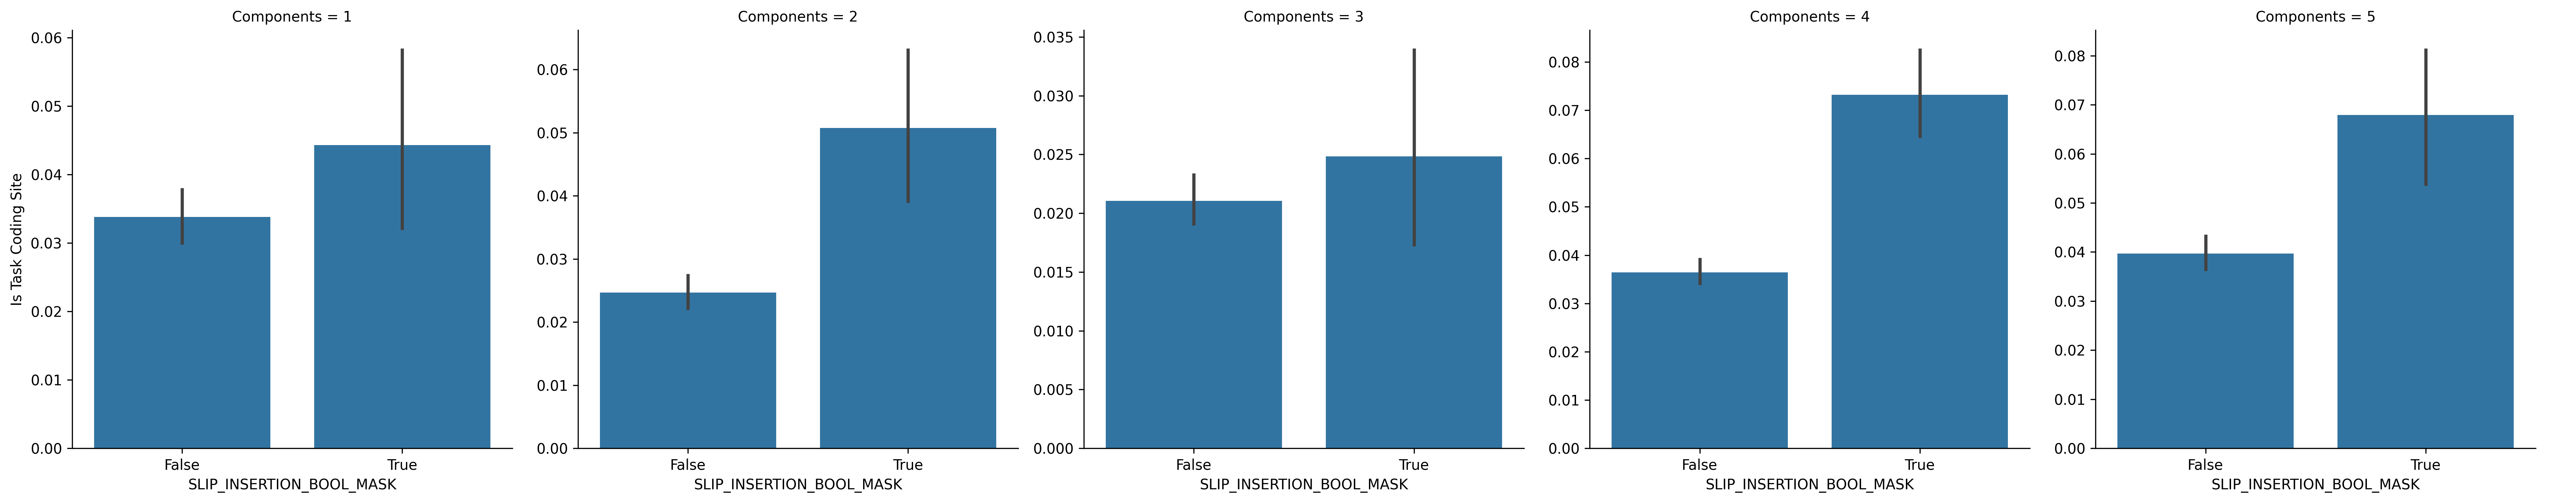 Components = 1
Components = 2
Components = 3
Components = 4
Components = 5
Is Task Coding Site
0.06
0.05
0.04
0.03
0.02
0.01
0.00
False
True
SLIP_INSERTION_BOOL_MASK
0.06
0.05
0.04
0.03
0.02
0.01
0.00
False
True
SLIP_INSERTION_BOOL_MASK
0.035
0.030
0.025
0.020
0.015
0.010
0.005
0.000
False
True
SLIP_INSERTION_BOOL_MASK
0.08
0.07
0.06
0.05
0.04
0.03
0.02
0.01
0.00
False
True
SLIP_INSERTION_BOOL_MASK
0.08
0.07
0.06
0.05
0.04
0.03
0.02
0.01
0.00
False
True
SLIP_INSERTION_BOOL_MASK